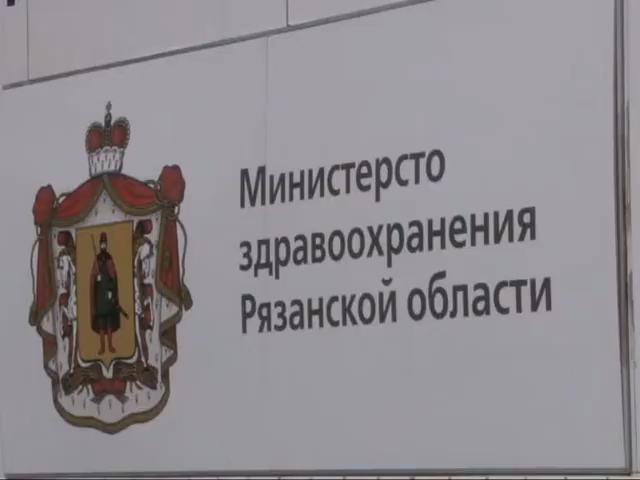 Министерсто
здравоохранения
Рязанской области